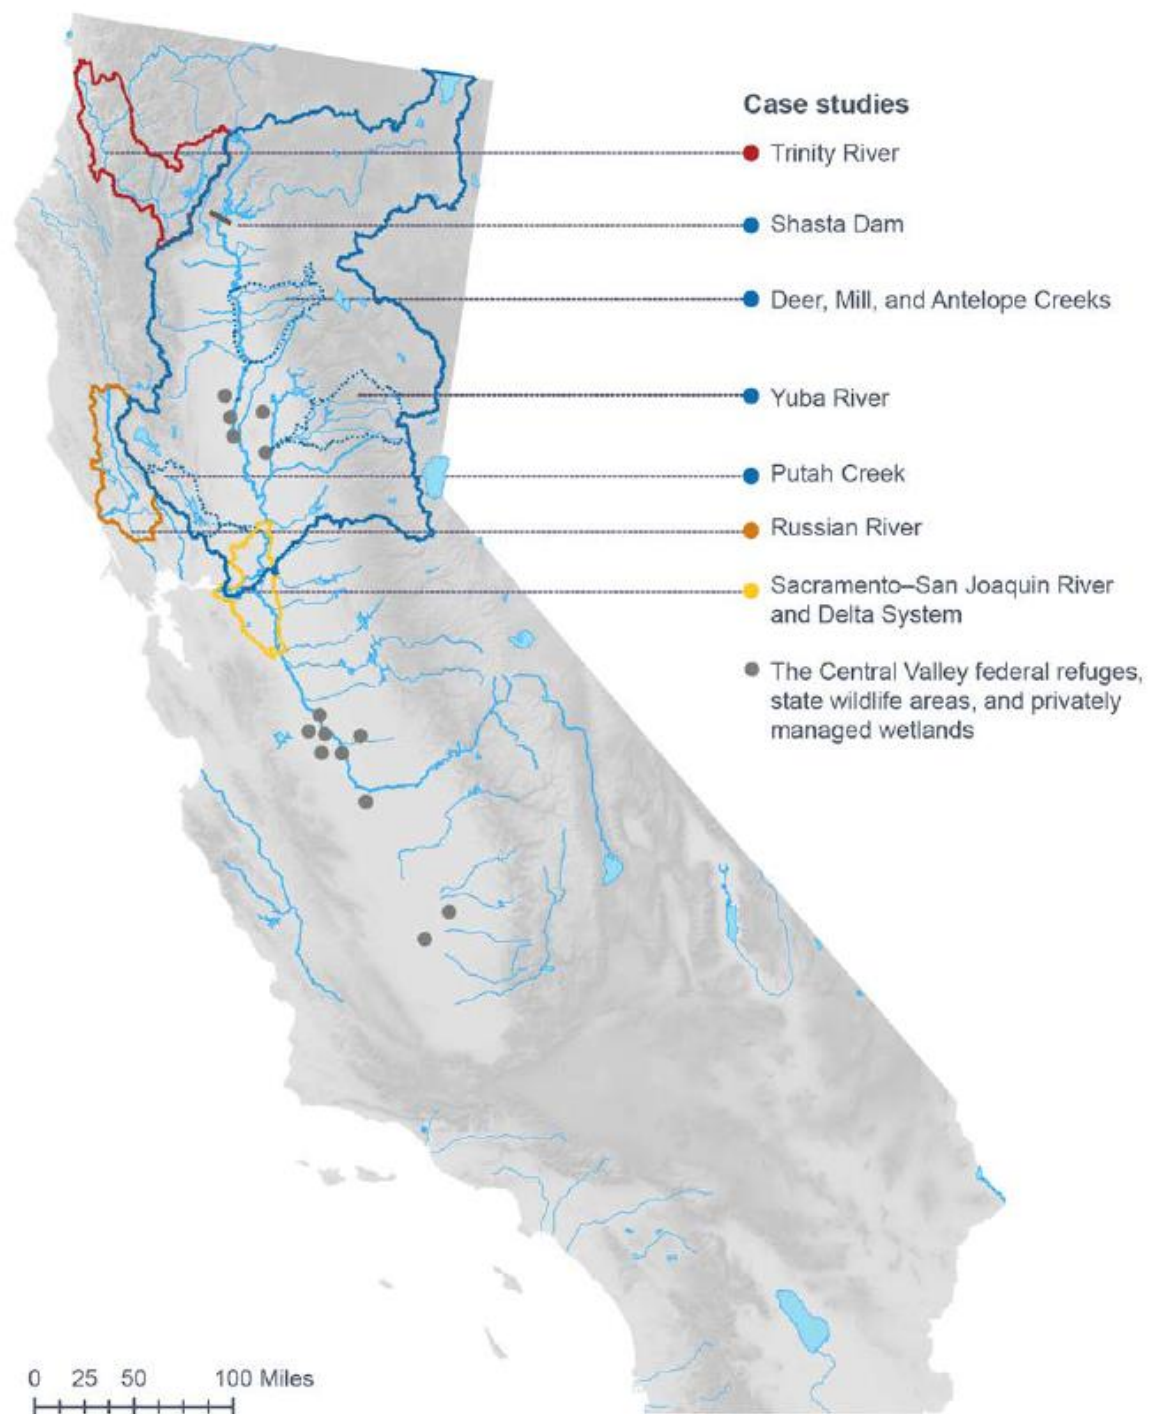 Case studies
Trinity River
Shasta Dam
Deer, Mill, and Antelope Creeks
Yuba River
Putah Creek
Russian River
Sacramento–San Joaquin River
and Delta System
The Central Valley federal refuges,
state wildlife areas, and privately
managed wetlands
0 25 50 100 Miles